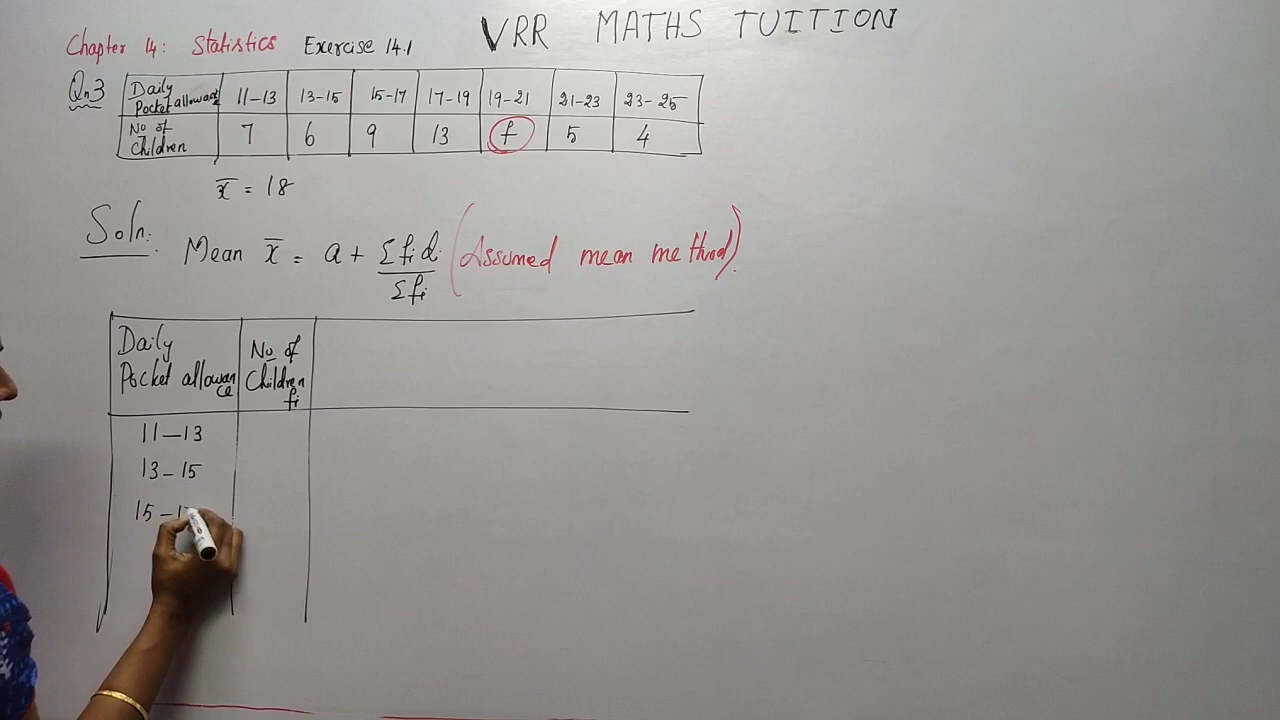 VRR MATHS TUITION
Chapter 14: Statistics Exercise 14.1
Qn3
Daily Pocket allowance 11-13 13-15 15-17 17-19 19-21 21-23 23-25
No of Children 7 6 9 13 f 5 4
x̄ = 18
Soln:
Mean x̄ = a + Σfidi / Σfi (Assumed mean method).
Daily No of
Pocket allowance Children
fi
11-13
13-15
15-1